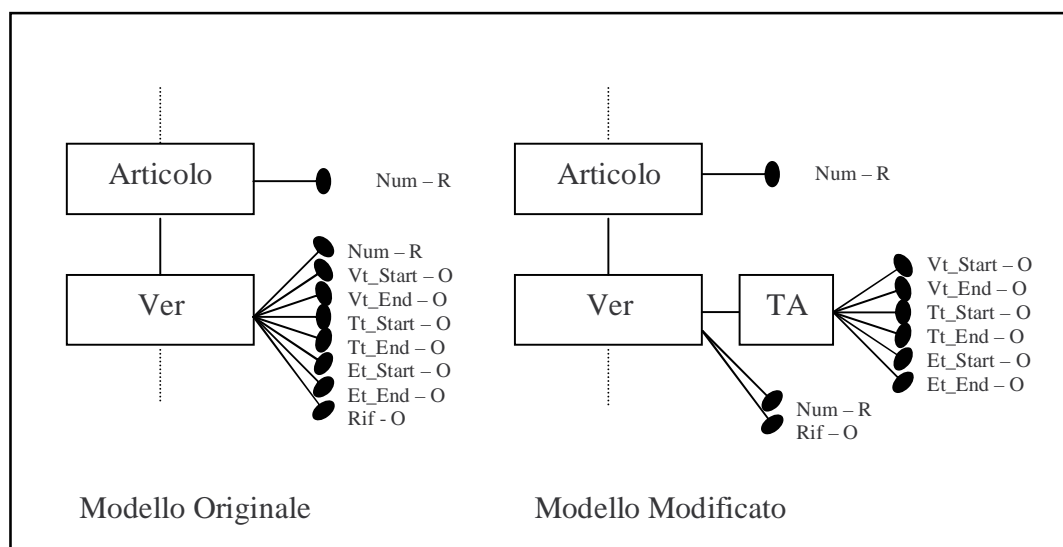 Articolo
Num – R
Ver
Num – R
Vt_Start – O
Vt_End – O
Tt_Start – O
Tt_End – O
Et_Start – O
Et_End – O
Rif - O
Modello Originale
Articolo
Num – R
Ver
TA
Vt_Start – O
Vt_End – O
Tt_Start – O
Tt_End – O
Et_Start – O
Et_End – O
Num – R
Rif – O
Modello Modificato